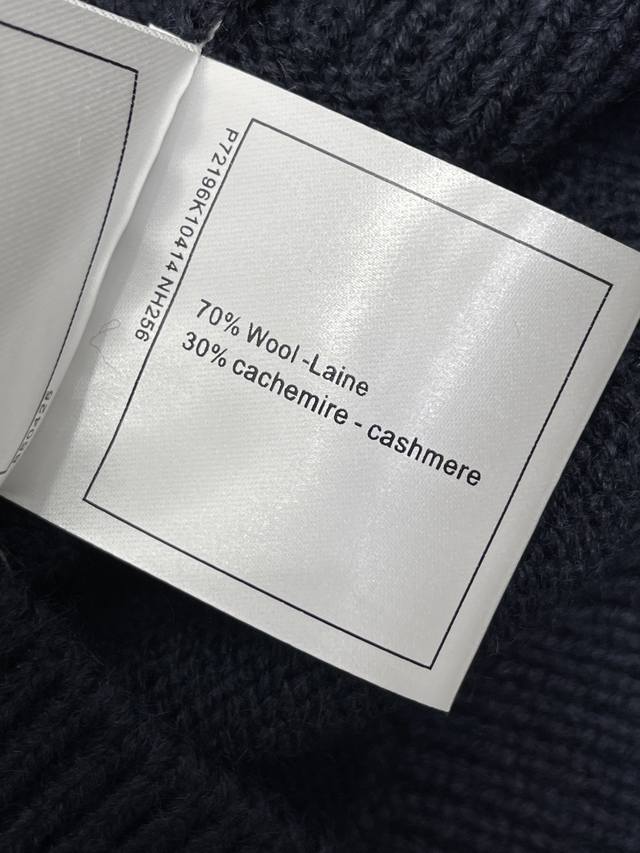 P72196K10414 NH256
70% Wool -Laine
30% cachemire - cashmere